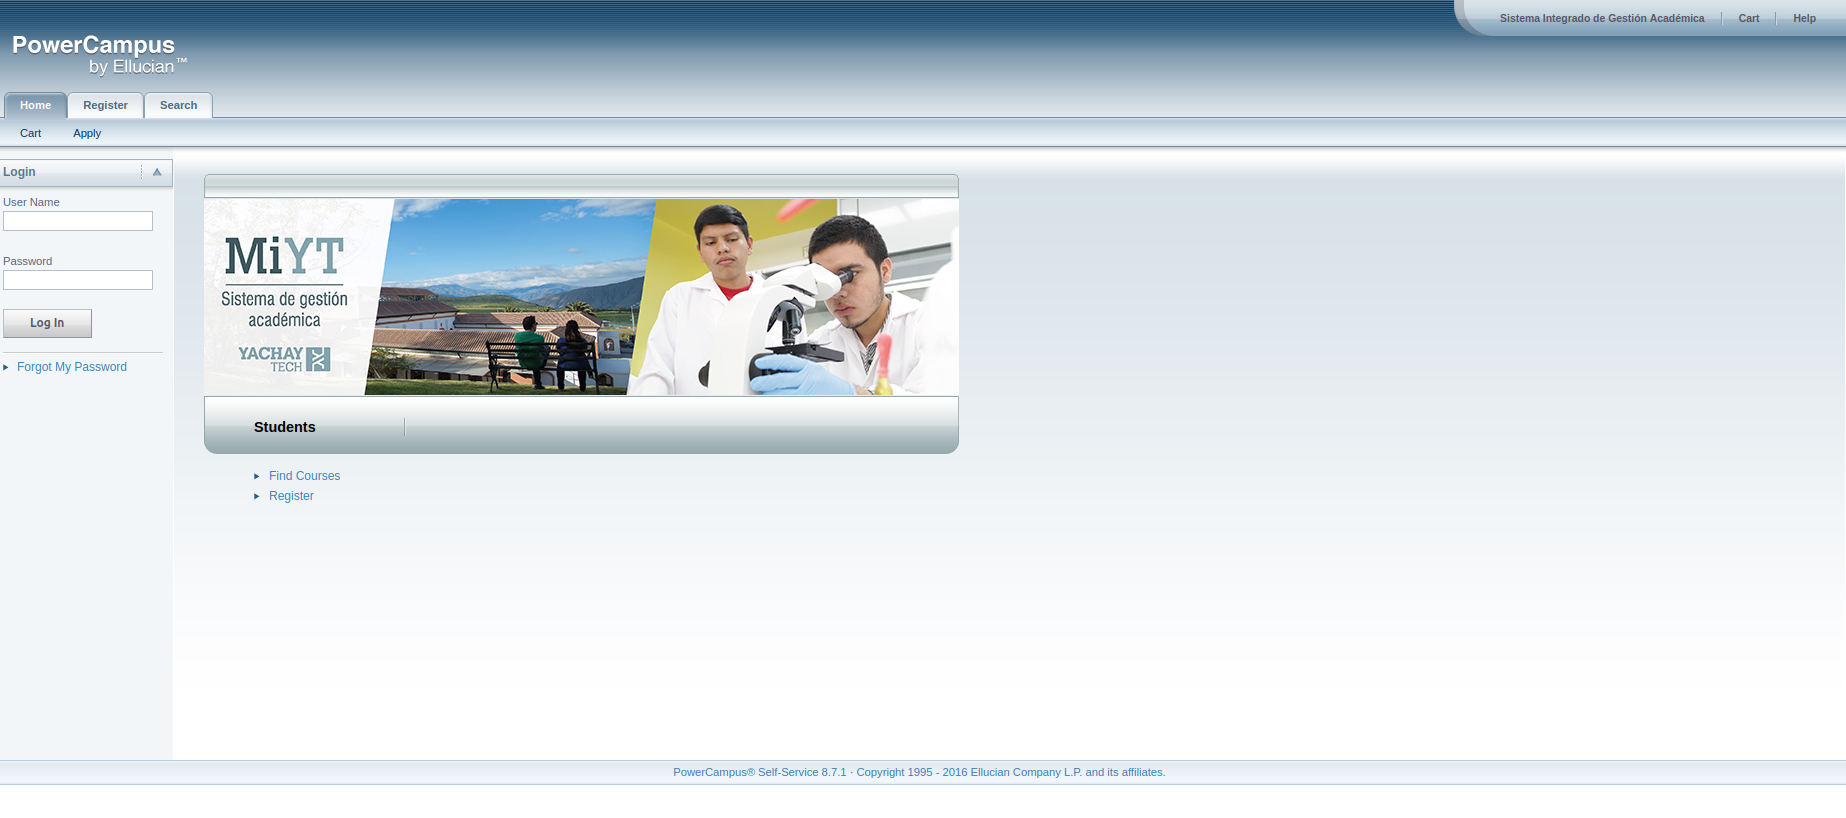 Sistema Integrado de Gestión Académica
Cart
Help
PowerCampus
by Ellucian™
Home
Register
Search
Cart
Apply
Login
User Name
Password
Log In
Forgot My Password
MiYT
Sistema de gestión
académica
YACHAY
TECH
Students
Find Courses
Register
PowerCampus® Self-Service 8.7.1 · Copyright 1995 - 2016 Ellucian Company L.P. and its affiliates.